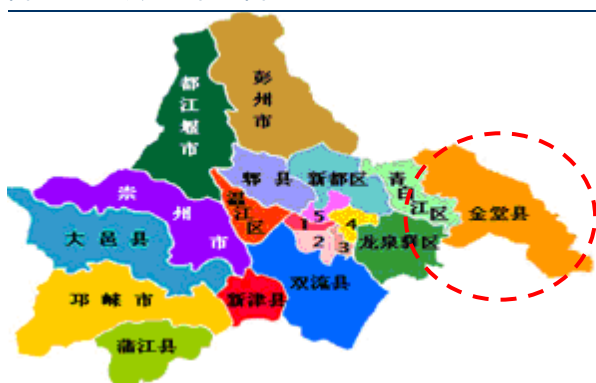 都江堰市
彭州市
郫县
新都区
青白江区
金堂县
崇州市
温江区
5
1
4
2
3
大邑县
龙泉驿区
双流县
邛崃市
新津县
蒲江县